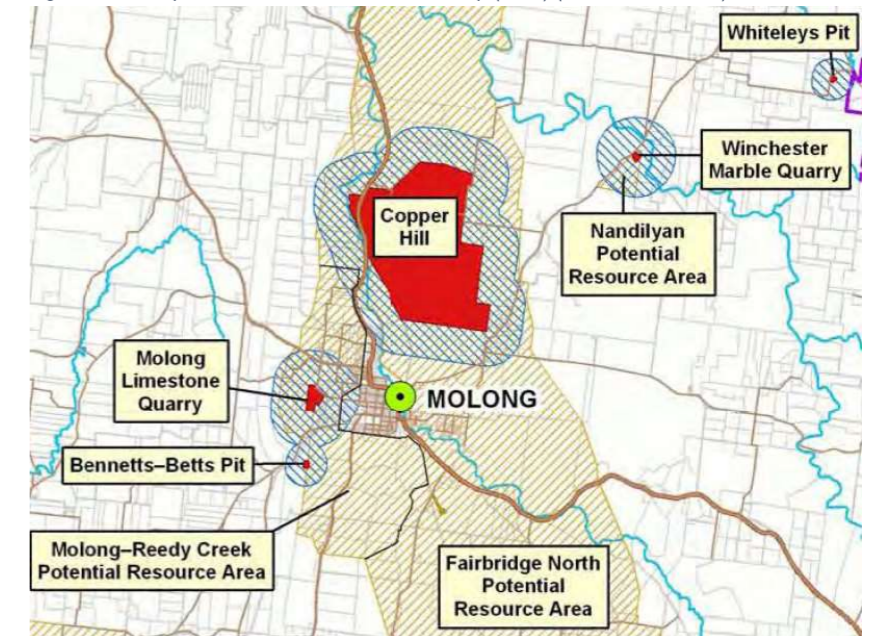 Whiteleys Pit
Winchester
Marble Quarry
Copper
Hill
Nandilyan
Potential
Resource Area
Molong
Limestone
Quarry
MOLONG
Bennetts–Betts Pit
Molong–Reedy Creek
Potential Resource Area
Fairbridge North
Potential
Resource Area